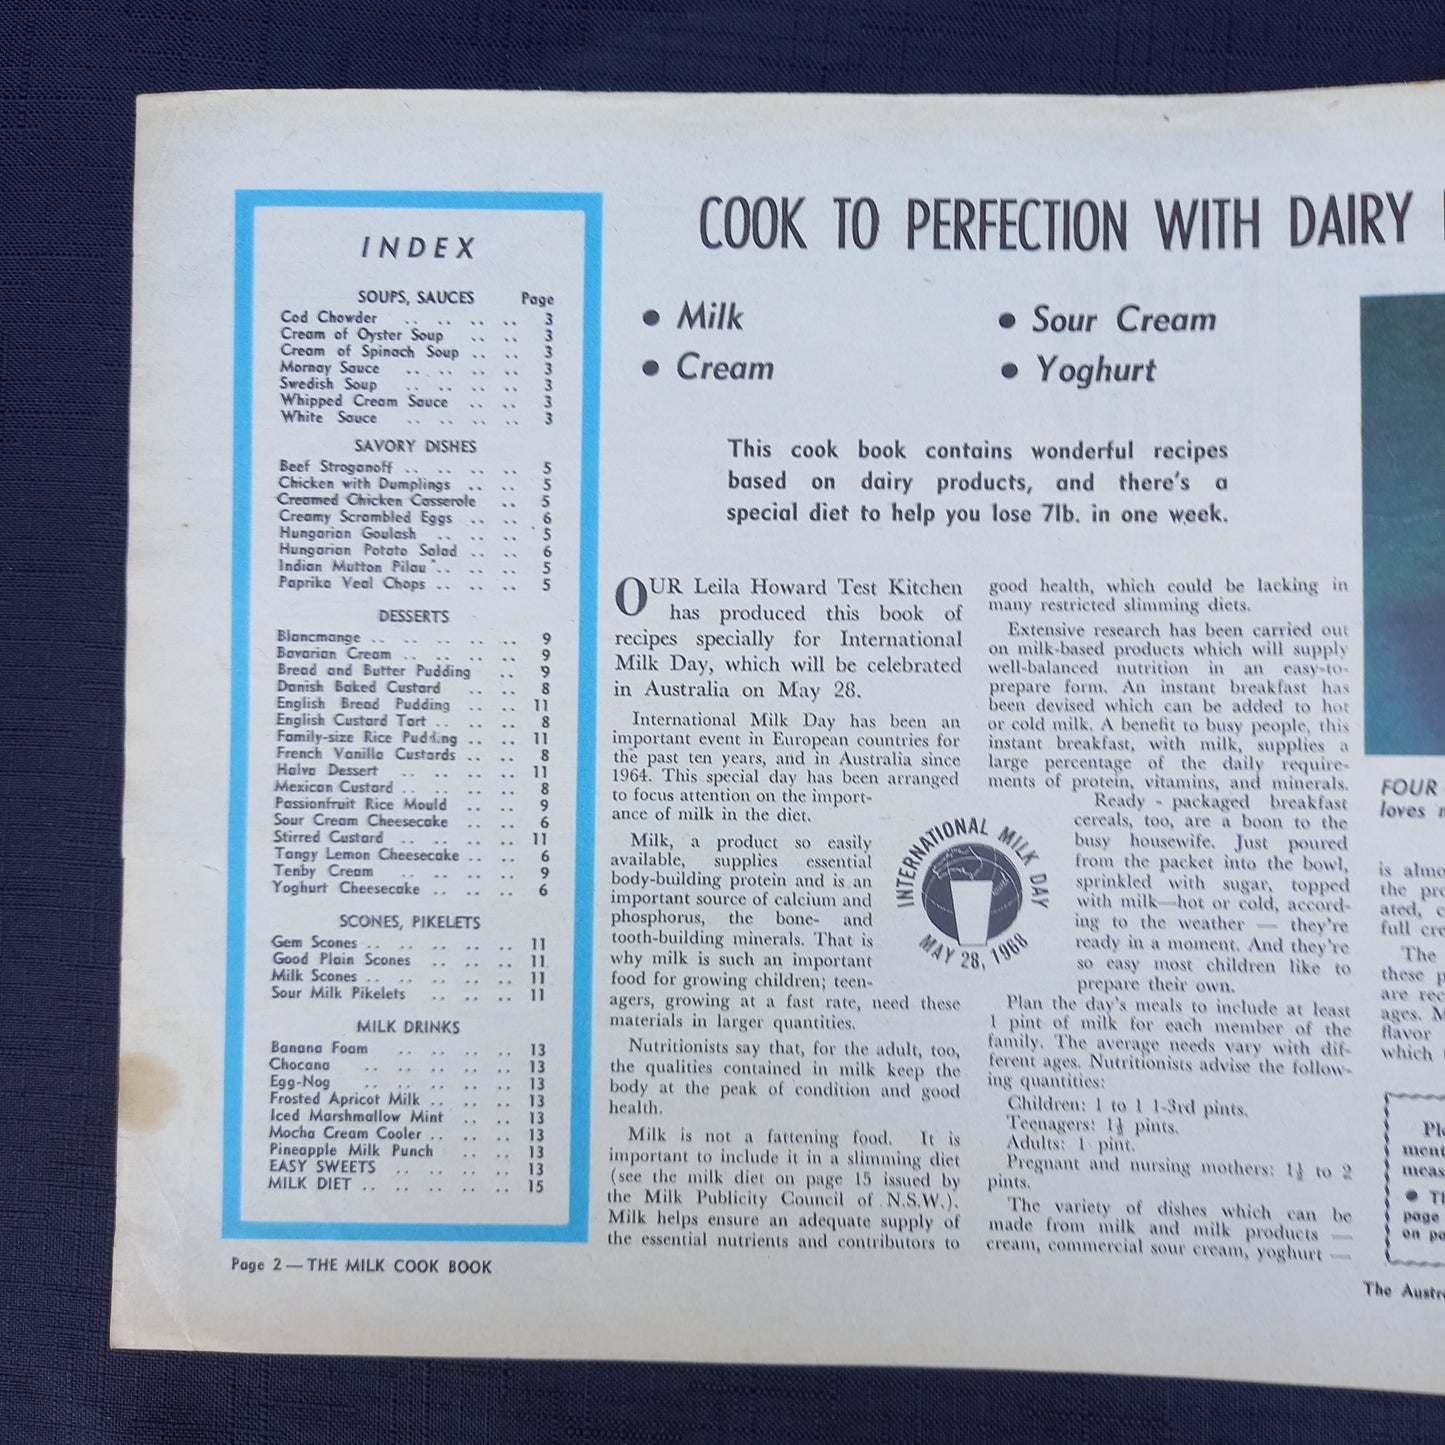 INDEX
SOUPS, SAUCES Page
Cod Chowder .. .. .. .. 3
Cream of Oyster Soup .. .. 3
Cream of Spinach Soup .. .. 3
Mornay Sauce .. .. .. .. 3
Swedish Soup .. .. .. .. 3
Whipped Cream Sauce .. .. 3
White Sauce .. .. .. .. 3
SAVORY DISHES
Beef Stroganoff .. .. .. .. 5
Chicken with Dumplings .. .. 5
Creamed Chicken Casserole .. 5
Creamy Scrambled Eggs .. .. 6
Hungarian Goulash .. .. .. 5
Hungarian Potato Salad .. .. 6
Indian Mutton Pilau .. .. .. 5
Paprika Veal Chops .. .. .. 5
DESSERTS
Blancmange .. .. .. .. .. 9
Bavarian Cream .. .. .. .. 9
Bread and Butter Pudding .. 9
Danish Baked Custard .. .. 8
English Bread Pudding .. .. 11
English Custard Tart .. .. .. 8
Family-size Rice Pudding .. .. 11
French Vanilla Custards .. .. 8
Halva Dessert .. .. .. .. 11
Mexican Custard .. .. .. .. 8
Passionfruit Rice Mould .. .. 9
Sour Cream Cheesecake .. .. 6
Stirred Custard .. .. .. .. 11
Tangy Lemon Cheesecake .. .. 6
Tenby Cream .. .. .. .. 9
Yoghurt Cheesecake .. .. .. 6
SCONES, PIKELETS
Gem Scones .. .. .. .. .. 11
Good Plain Scones .. .. .. 11
Milk Scones .. .. .. .. .. 11
Sour Milk Pikelets .. .. .. 11
MILK DRINKS
Banana Foam .. .. .. .. 13
Chocana .. .. .. .. .. 13
Egg-Nog .. .. .. .. .. 13
Frosted Apricot Milk .. .. .. 13
Iced Marshmallow Mint .. .. 13
Mocha Cream Cooler .. .. .. 13
Pineapple Milk Punch .. .. 13
EASY SWEETS .. .. .. .. 13
MILK DIET .. .. .. .. .. 15
Page 2 — THE MILK COOK BOOK
COOK TO PERFECTION WITH DAIRY
• Milk
• Cream
• Sour Cream
• Yoghurt
This cook book contains wonderful recipes
based on dairy products, and there's a
special diet to help you lose 7lb. in one week.
OUR Leila Howard Test Kitchen
has produced this book of
recipes specially for International
Milk Day, which will be celebrated
in Australia on May 28.
International Milk Day has been an
important event in European countries for
the past ten years, and in Australia since
1964. This special day has been arranged
to focus attention on the import-
ance of milk in the diet.
Milk, a product so easily
available, supplies essential
body-building protein and is an
important source of calcium and
phosphorus, the bone- and
tooth-building minerals. That is
why milk is such an important
food for growing children; teen-
agers, growing at a fast rate, need these
materials in larger quantities.
Nutritionists say that, for the adult, too,
the qualities contained in milk keep the
body at the peak of condition and good
health.
Milk is not a fattening food. It is
important to include it in a slimming diet
(see the milk diet on page 15 issued by
the Milk Publicity Council of N.S.W.).
Milk helps ensure an adequate supply of
the essential nutrients and contributors to
INTERNATIONAL MILK DAY
MAY 28, 1968
good health, which could be lacking in
many restricted slimming diets.
Extensive research has been carried out
on milk-based products which will supply
well-balanced nutrition in an easy-to-
prepare form. An instant breakfast has
been devised which can be added to hot
or cold milk. A benefit to busy people, this
instant breakfast, with milk, supplies a
large percentage of the daily require-
ments of protein, vitamins, and minerals.
Ready - packaged breakfast
cereals, too, are a boon to the
busy housewife. Just poured
from the packet into the bowl,
sprinkled with sugar, topped
with milk—hot or cold, accord-
ing to the weather — they're
ready in a moment. And they're
so easy most children like to
prepare their own.
Plan the day's meals to include at least
1 pint of milk for each member of the
family. The average needs vary with dif-
ferent ages. Nutritionists advise the follow-
ing quantities:
Children: 1 to 1 1-3rd pints.
Teenagers: 1½ pints.
Adults: 1 pint.
Pregnant and nursing mothers: 1½ to 2
pints.
The variety of dishes which can be
made from milk and milk products —
cream, commercial sour cream, yoghurt —
FOUR
loves
is almo
the pro
ated, c
full cre
The
these p
are rec
ages. M
flavor
which
Ple
ment
meas
• Th
page
on pa
The Austra